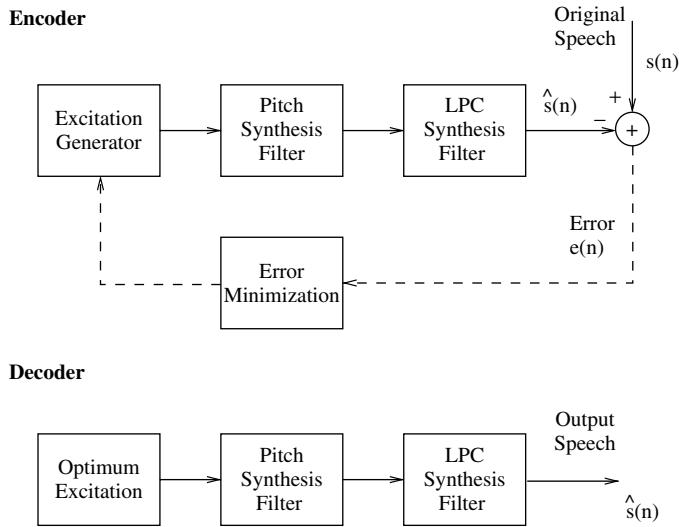 Encoder
Original
Speech
s(n)
Excitation
Generator
Pitch
Synthesis
Filter
LPC
Synthesis
Filter
ŝ(n)
+
−
+
Error
e(n)
Error
Minimization
Decoder
Optimum
Excitation
Pitch
Synthesis
Filter
LPC
Synthesis
Filter
Output
Speech
ŝ(n)